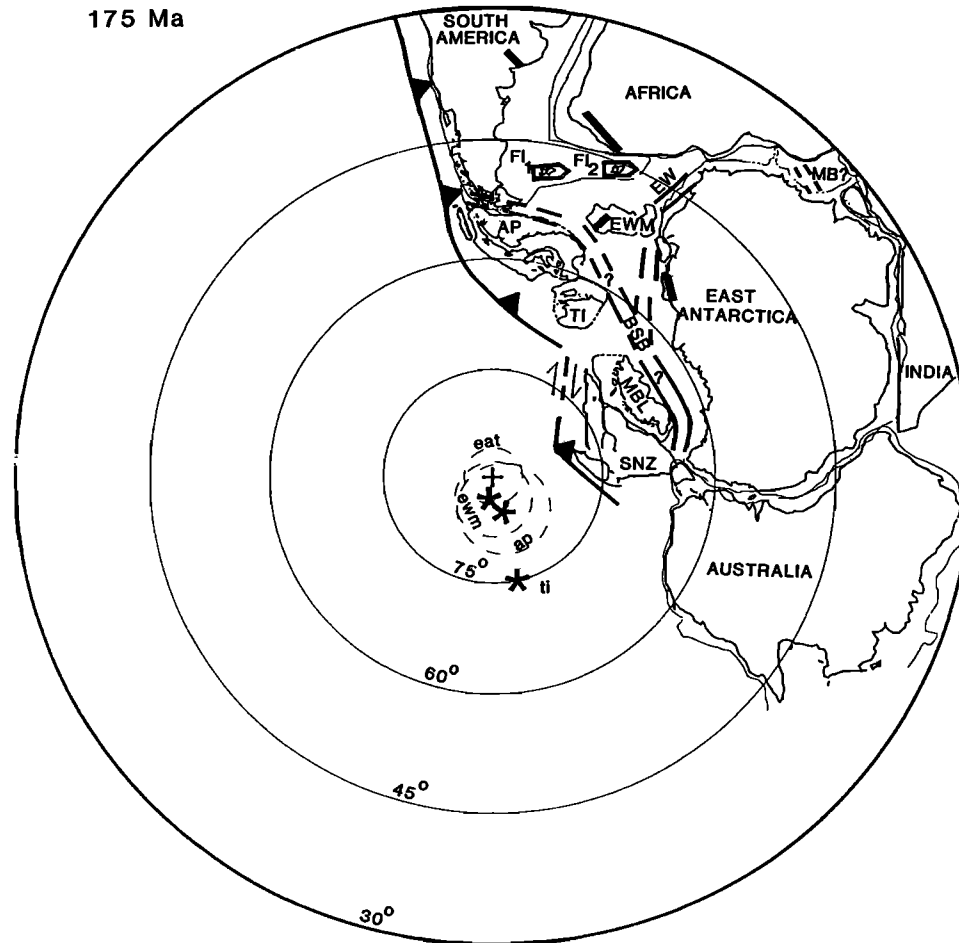 175 Ma
SOUTH
AMERICA
AFRICA
FI
1
FI
2
EW
MB?
AP
EWM
?
TI
EAST
ANTARCTICA
BSB
?
MBL
INDIA
SNZ
eat
ewm
ap
75°
ti
AUSTRALIA
60°
45°
30°